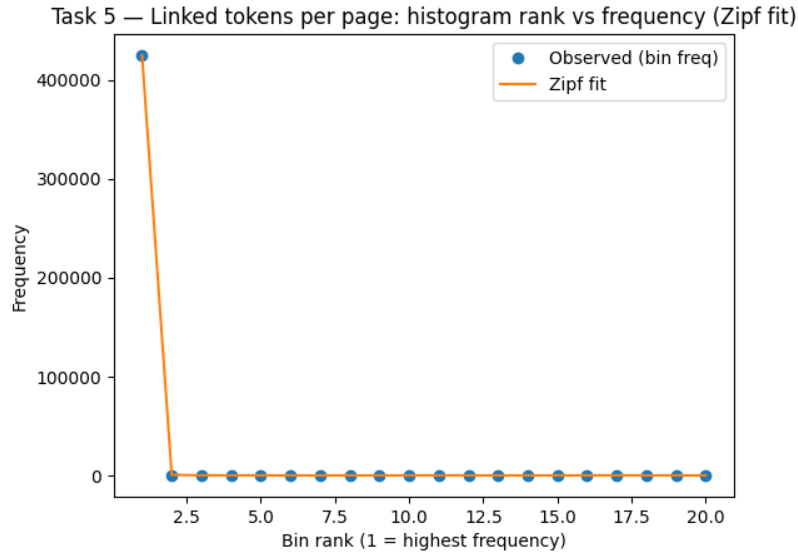 Task 5 — Linked tokens per page: histogram rank vs frequency (Zipf fit)
Observed (bin freq)
Zipf fit
400000
300000
200000
100000
0
Frequency
2.5 5.0 7.5 10.0 12.5 15.0 17.5 20.0
Bin rank (1 = highest frequency)